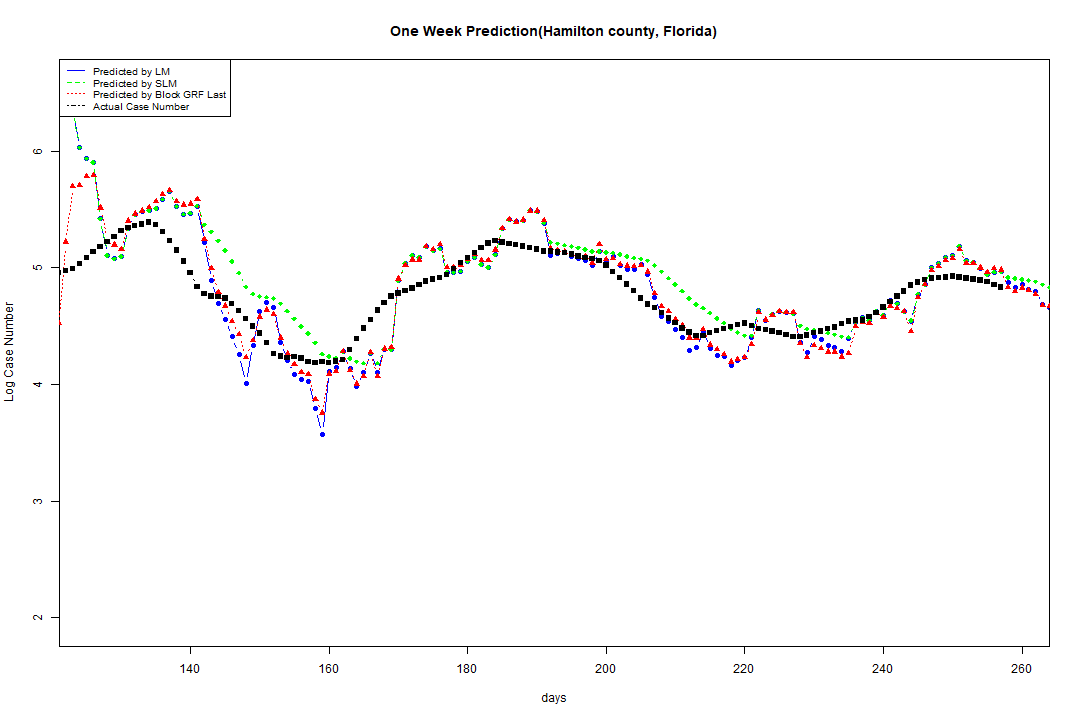 One Week Prediction(Hamilton county, Florida)
Predicted by LM
Predicted by SLM
Predicted by Block GRF Last
Actual Case Number
6
5
4
3
2
Log Case Number
140 160 180 200 220 240 260
days